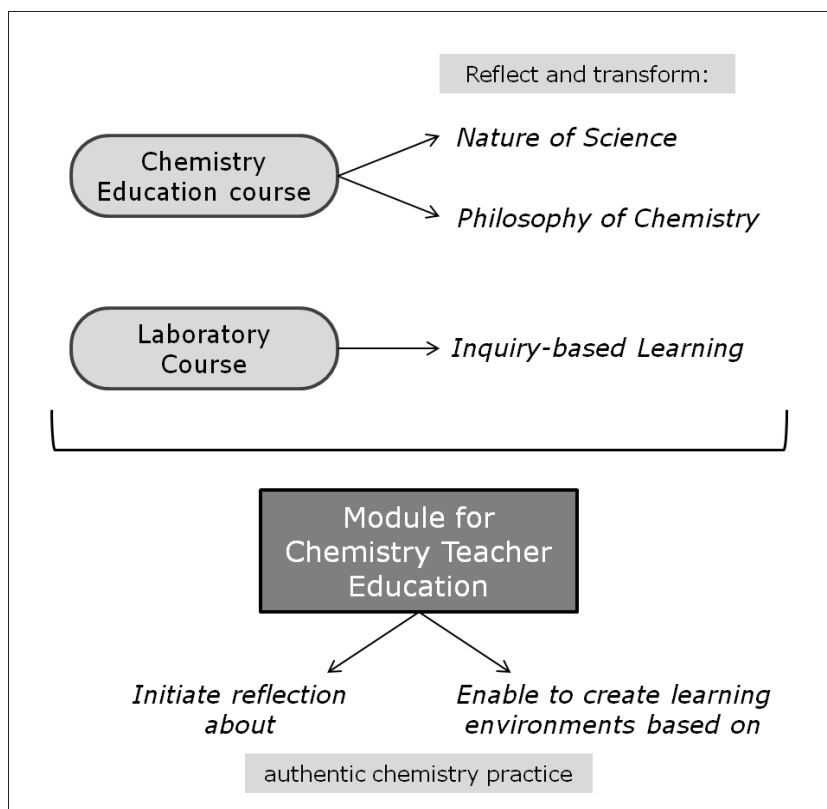 Reflect and transform:
Chemistry
Education course
Nature of Science
Philosophy of Chemistry
Laboratory
Course
Inquiry-based Learning
Module for
Chemistry Teacher
Education
Initiate reflection
about
Enable to create learning
environments based on
authentic chemistry practice